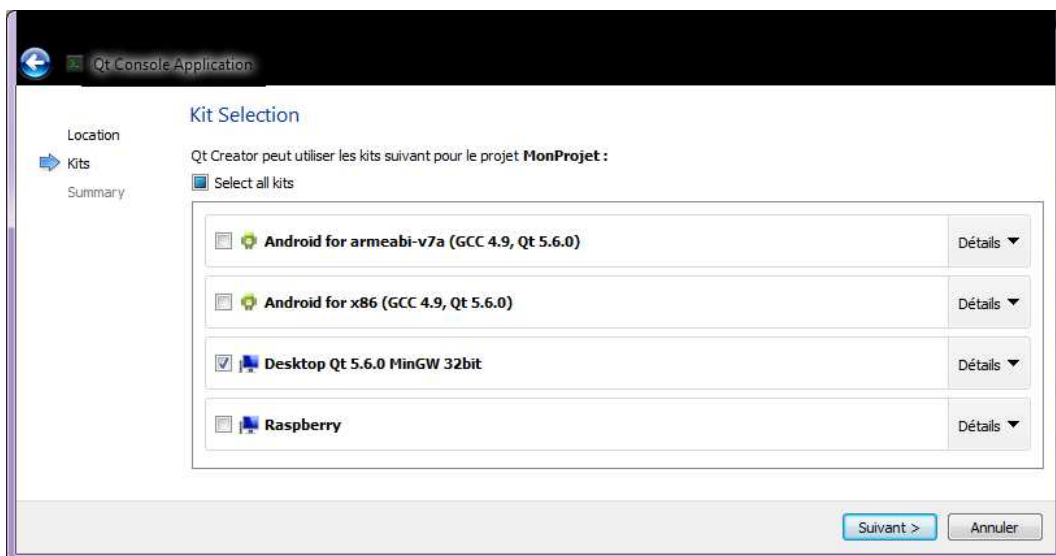 Qt Console Application
Location
Kits
Summary
Kit Selection
Qt Creator peut utiliser les kits suivant pour le projet MonProjet :
Select all kits
Android for armeabi-v7a (GCC 4.9, Qt 5.6.0)
Détails
Android for x86 (GCC 4.9, Qt 5.6.0)
Détails
Desktop Qt 5.6.0 MinGW 32bit
Détails
Raspberry
Détails
Suivant >
Annuler